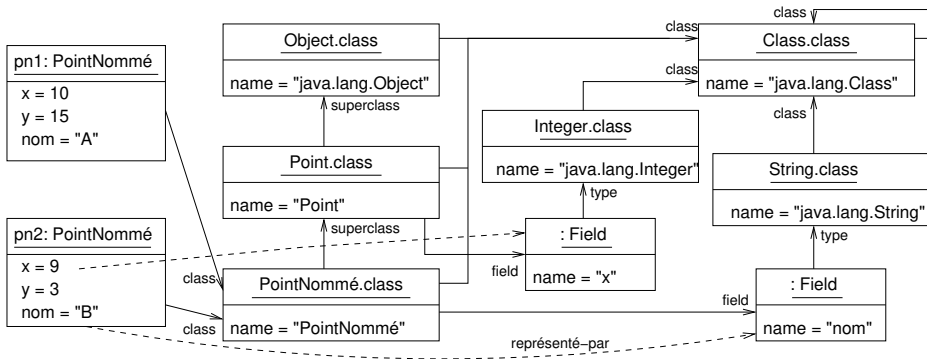 class
class
pn1: PointNommé
x = 10
y = 15
nom = "A"
Object.class
name = "java.lang.Object"
superclass
class
Class.class
name = "java.lang.Class"
class
class
Integer.class
name = "java.lang.Integer"
type
Point.class
name = "Point"
superclass
String.class
name = "java.lang.String"
type
pn2: PointNommé
x = 9
y = 3
nom = "B"
class
class
PointNommé.class
name = "PointNommé"
: Field
name = "x"
field
: Field
name = "nom"
field
représenté-par